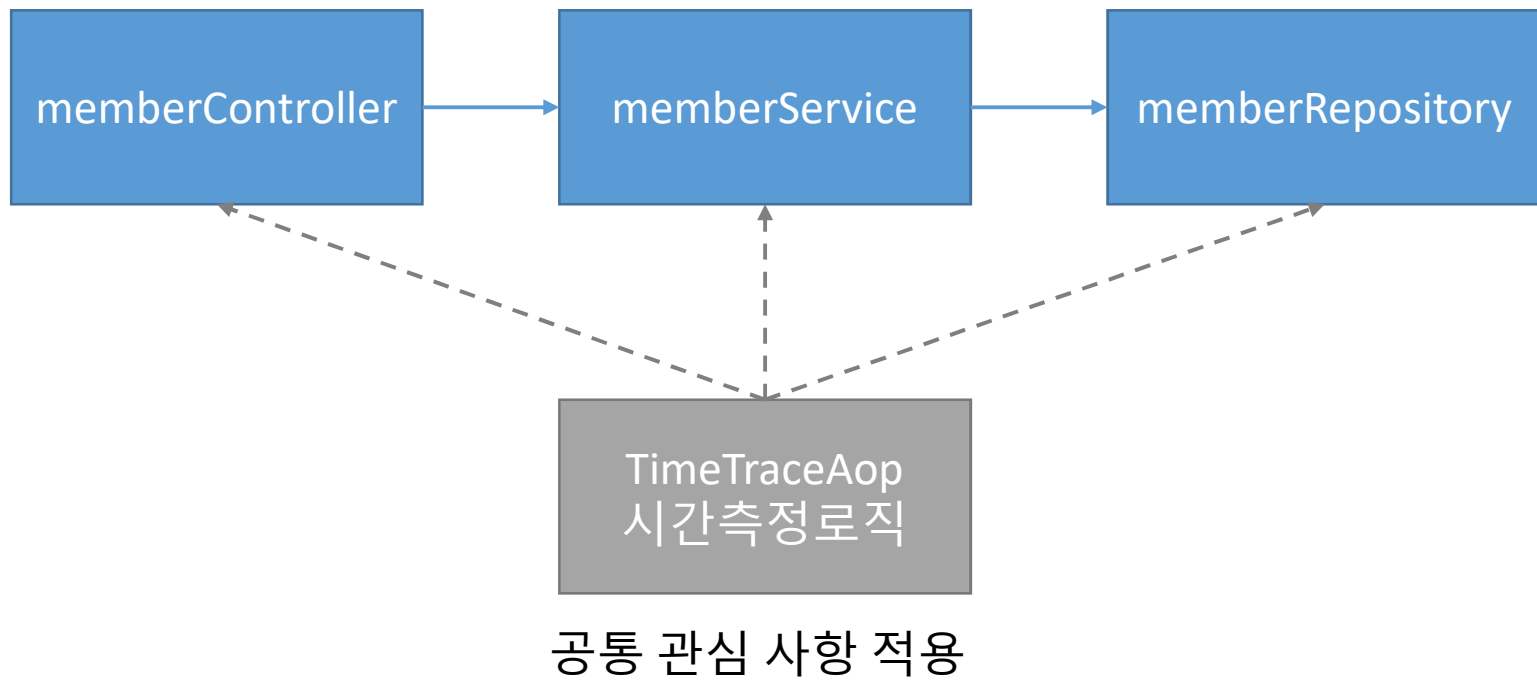 memberController
memberService
memberRepository
TimeTraceAop
시간측정로직
공통 관심 사항 적용